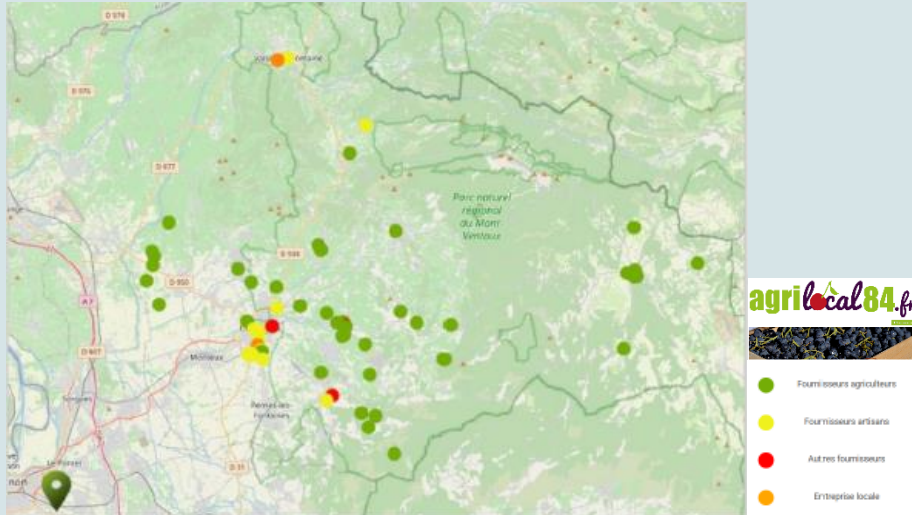 D 976
D 975
D 977
Parc naturel
régional
du Mont
Ventoux
D 938
D 950
A 7
D 907
Monteux
Pernes-les-
Fontaines
Sorgues
D 31
Le Pontet
agrilocal84.fr
Fournisseurs agriculteurs
Fournisseurs artisans
Autres fournisseurs
Entreprise locale